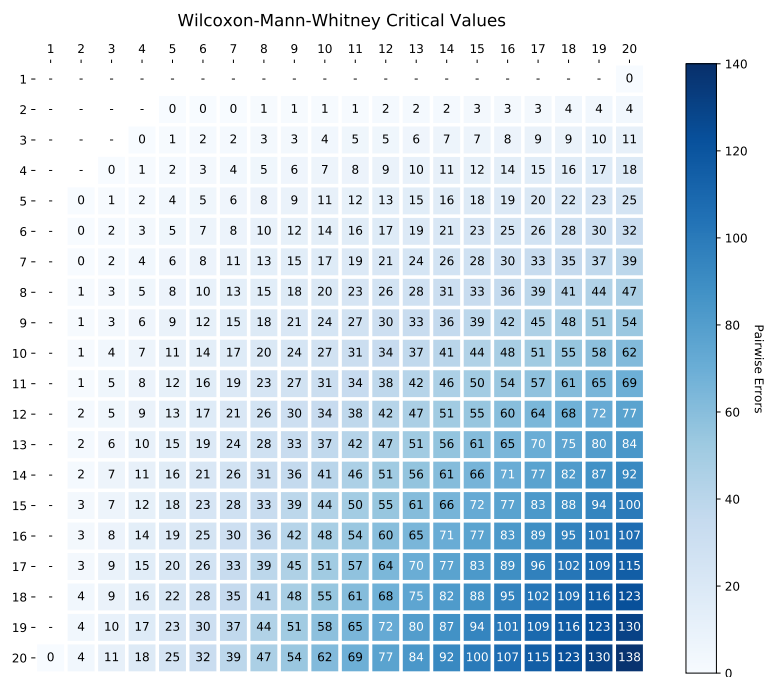 Wilcoxon-Mann-Whitney Critical Values
1 2 3 4 5 6 7 8 9 10 11 12 13 14 15 16 17 18 19 20
1 - - - - - - - - - - - - - - - - - - - 0
2 - - - - 0 0 0 1 1 1 1 2 2 2 3 3 3 4 4 4
3 - - - 0 1 2 2 3 3 4 5 5 6 7 7 8 9 9 10 11
4 - - 0 1 2 3 4 5 6 7 8 9 10 11 12 14 15 16 17 18
5 - 0 1 2 4 5 6 8 9 11 12 13 15 16 18 19 20 22 23 25
6 - 0 2 3 5 7 8 10 12 14 16 17 19 21 23 25 26 28 30 32
7 - 0 2 4 6 8 11 13 15 17 19 21 24 26 28 30 33 35 37 39
8 - 1 3 5 8 10 13 15 18 20 23 26 28 31 33 36 39 41 44 47
9 - 1 3 6 9 12 15 18 21 24 27 30 33 36 39 42 45 48 51 54
10 - 1 4 7 11 14 17 20 24 27 31 34 37 41 44 48 51 55 58 62
11 - 1 5 8 12 16 19 23 27 31 34 38 42 46 50 54 57 61 65 69
12 - 2 5 9 13 17 21 26 30 34 38 42 47 51 55 60 64 68 72 77
13 - 2 6 10 15 19 24 28 33 37 42 47 51 56 61 65 70 75 80 84
14 - 2 7 11 16 21 26 31 36 41 46 51 56 61 66 71 77 82 87 92
15 - 3 7 12 18 23 28 33 39 44 50 55 61 66 72 77 83 88 94 100
16 - 3 8 14 19 25 30 36 42 48 54 60 65 71 77 83 89 95 101 107
17 - 3 9 15 20 26 33 39 45 51 57 64 70 77 83 89 96 102 109 115
18 - 4 9 16 22 28 35 41 48 55 61 68 75 82 88 95 102 109 116 123
19 - 4 10 17 23 30 37 44 51 58 65 72 80 87 94 101 109 116 123 130
20 0 4 11 18 25 32 39 47 54 62 69 77 84 92 100 107 115 123 130 138
140
120
100
80
60
40
20
0
Pairwise Errors